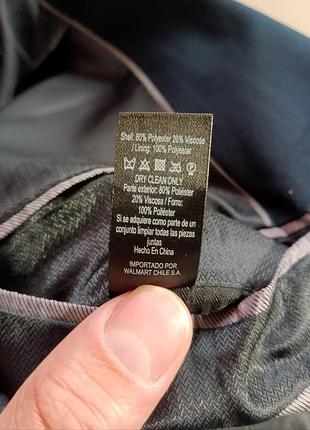 Shell: 80% Polyester 20% Viscose
/ Lining: 100% Polyester
DRY CLEAN ONLY
Parte exterior: 80% Poliéster
20% Viscosa / Forro:
100% Poliéster
Si se adquiere como parte de un
conjunto limpiar todas las piezas
juntas
Hecho En China
IMPORTADO POR
WALMART CHILE S.A.